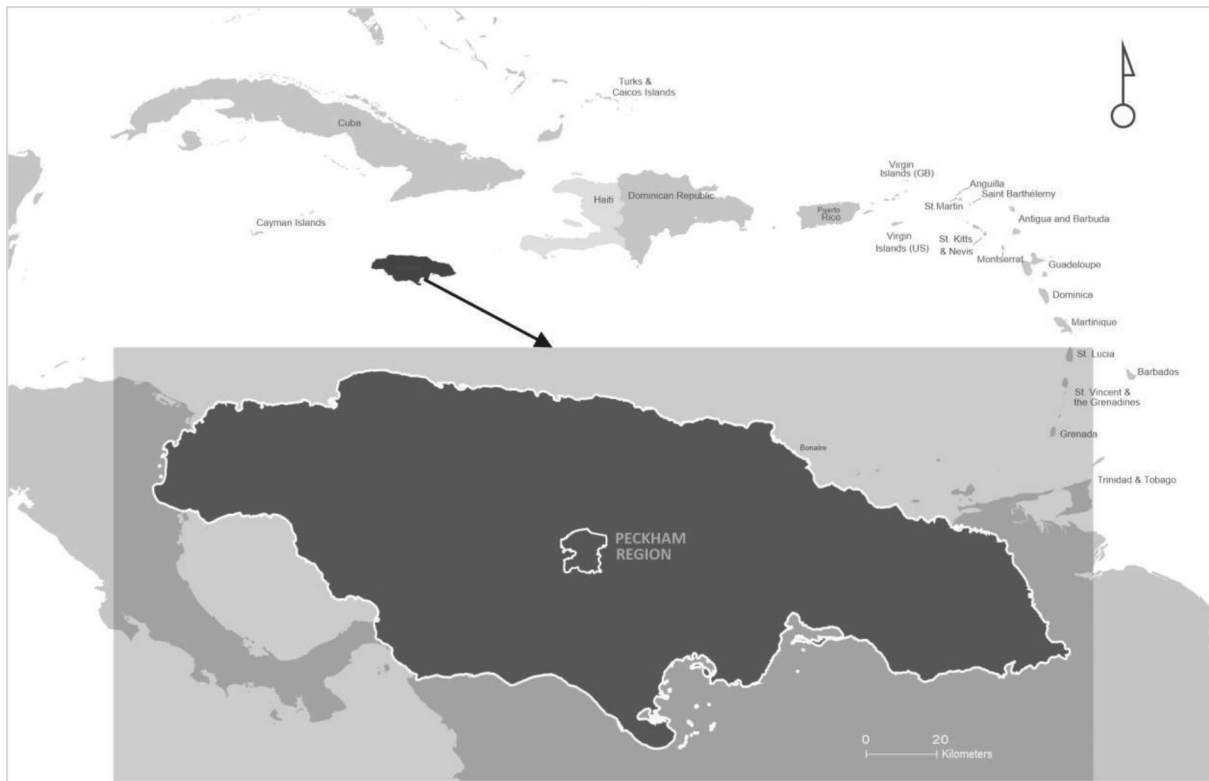 Turks &
Caicos Islands
Cuba
Virgin
Islands (GB)
Anguilla
Saint Barthélemy
Haiti
Dominican Republic
Puerto
Rico
St.Martin
Antigua and Barbuda
Cayman Islands
Virgin
Islands (US)
St. Kitts
& Nevis
Montserrat
Guadeloupe
Dominica
Martinique
St. Lucia
Barbados
St. Vincent &
the Grenadines
Grenada
Bonaire
Trinidad & Tobago
PECKHAM
REGION
0 20
Kilometers